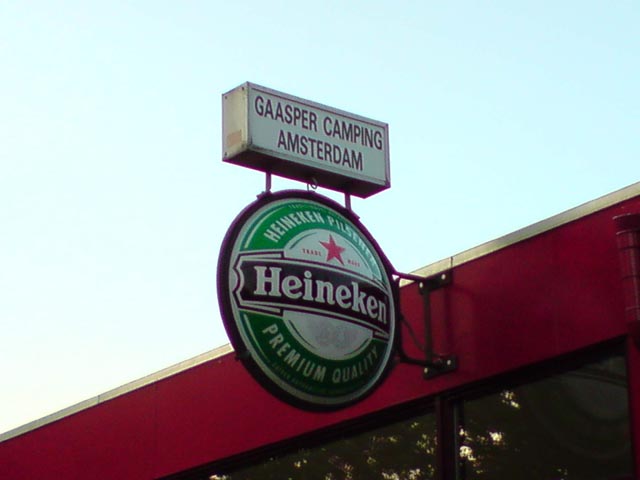 GAASPER CAMPING
AMSTERDAM
HEINEKEN PILSENER
TRADE MARK
Heineken
PREMIUM QUALITY